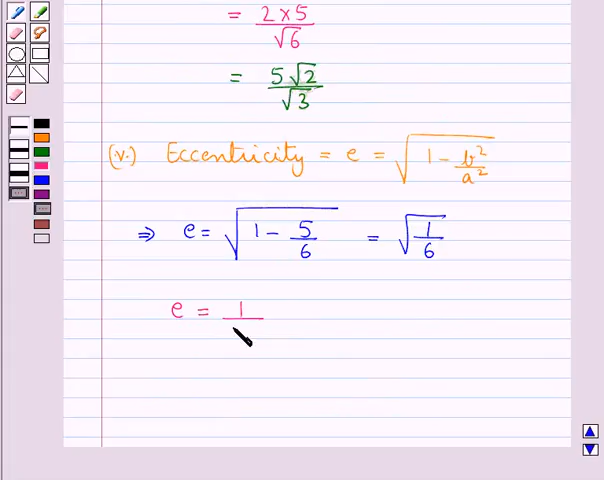 = 2 × 5 / √6
= 5√2 / √3
(v.) Eccentricity = e = √(1 − b² / a²)
⇒ e = √(1 − 5 / 6) = √(1 / 6)
e = 1